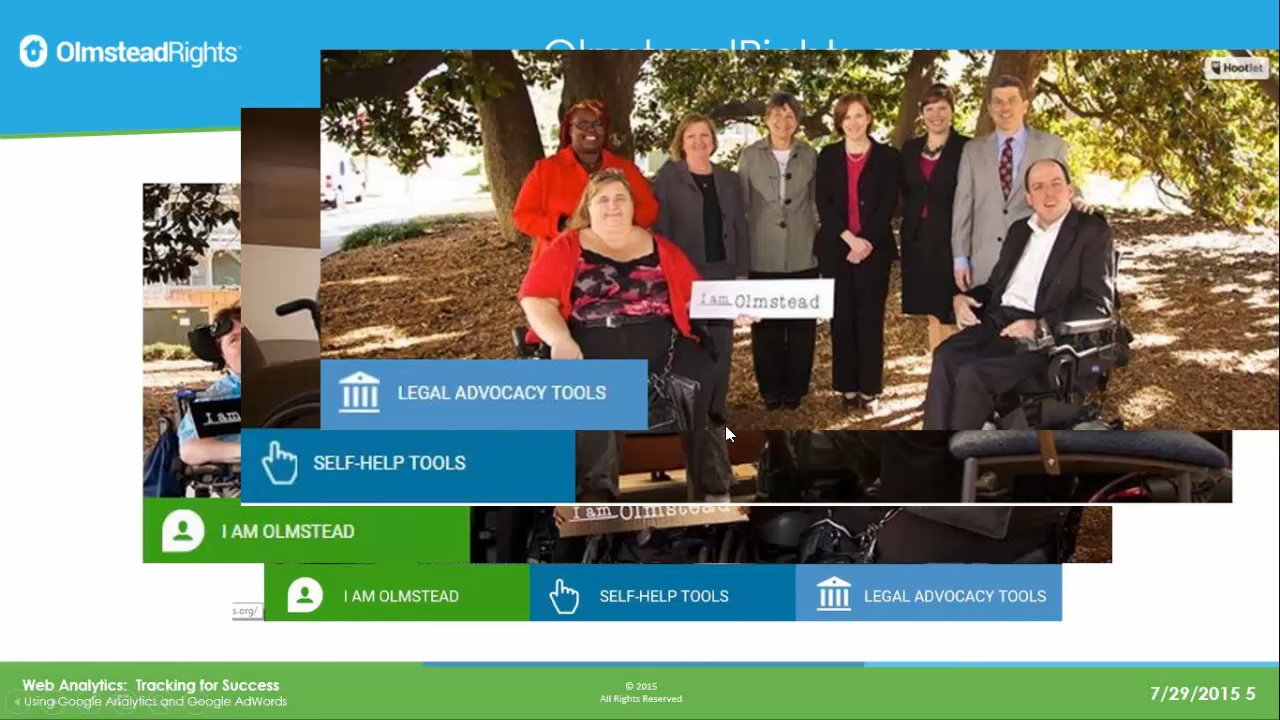 OlmsteadRights
Hootlet
I am Olmstead
LEGAL ADVOCACY TOOLS
I am
SELF-HELP TOOLS
I am Olmstead
I AM OLMSTEAD
s.org/
I AM OLMSTEAD
SELF-HELP TOOLS
LEGAL ADVOCACY TOOLS
Web Analytics: Tracking for Success
Using Google Analytics and Google AdWords
© 2015
All Rights Reserved
7/29/2015 5